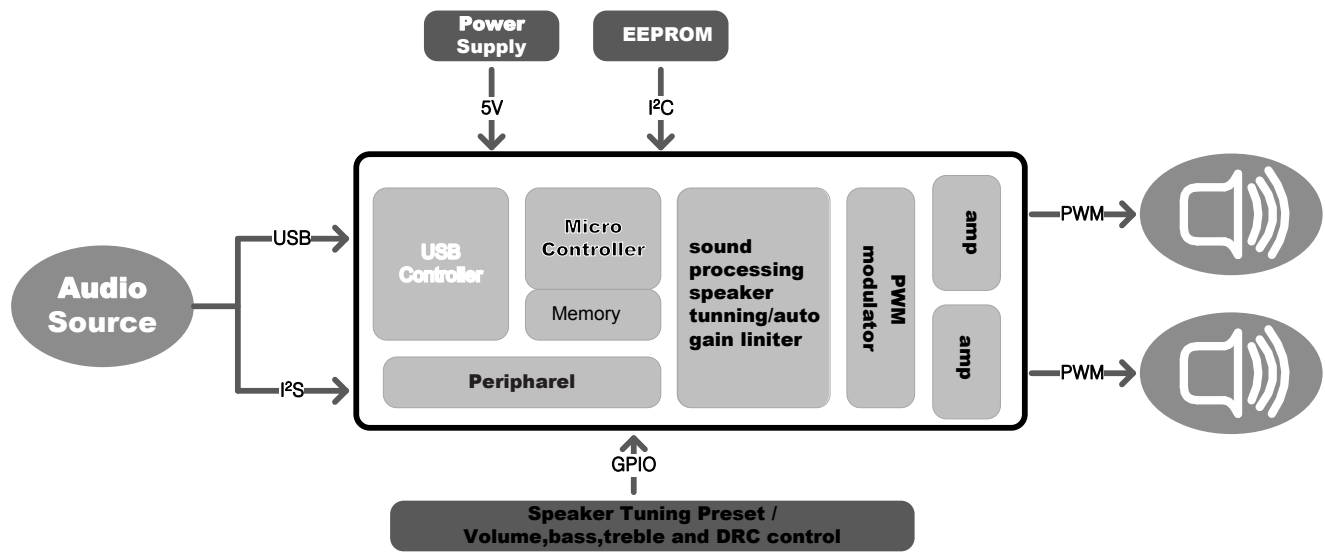 Power
Supply
EEPROM
5V
I²C
Audio
Source
USB
I²S
USB
Controller
Micro
Controller
Memory
Peripharel
sound
processing
speaker
tunning/auto
gain liniter
PWM
modulator
amp
amp
PWM
PWM
GPIO
Speaker Tuning Preset /
Volume,bass,treble and DRC control